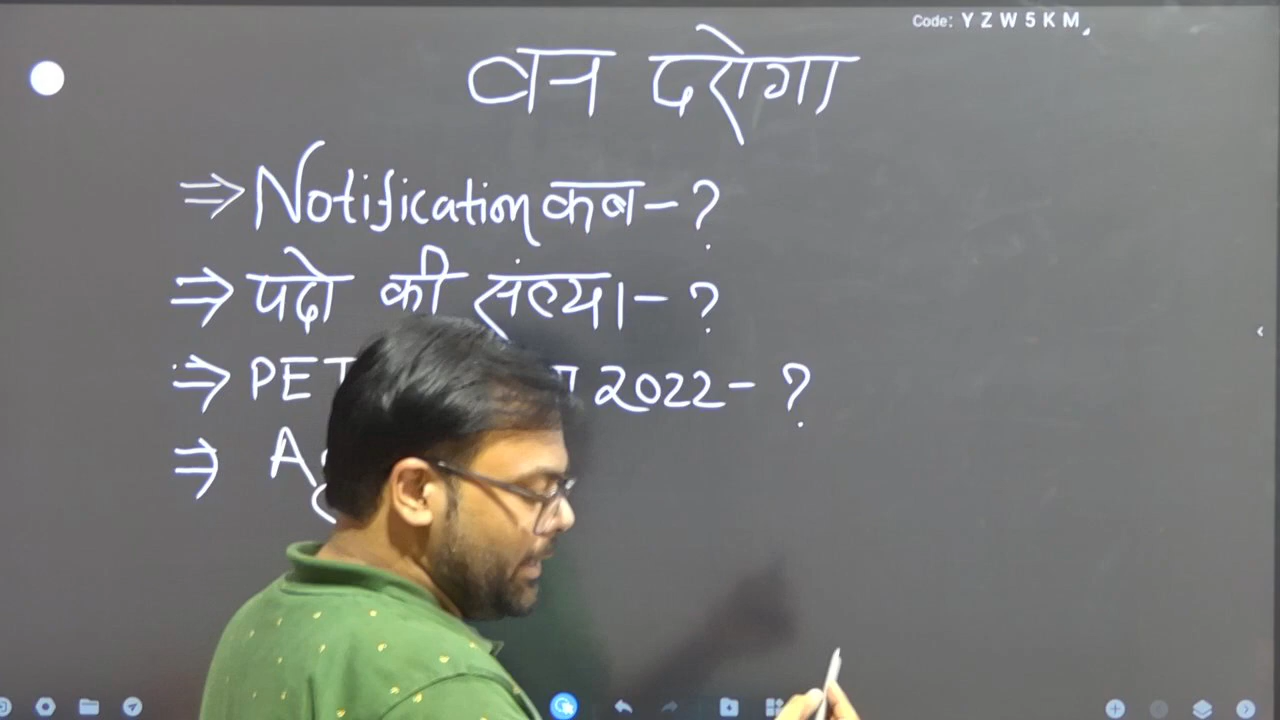 Code: Y Z W 5 K M
वन दरोगा
⇒ Notification कब - ?
⇒ पदो की संख्या - ?
⇒ PET 2022 - ?
⇒